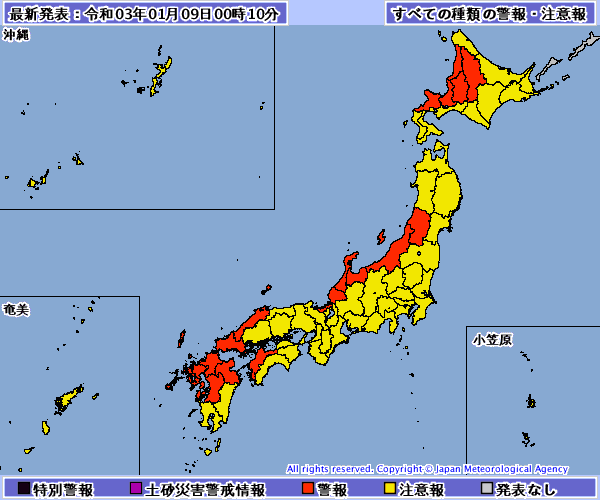 最新発表：令和03年01月09日00時10分
すべての種類の警報・注意報
沖縄
奄美
小笠原
All rights reserved. Copyright © Japan Meteorological Agency
特別警報 土砂災害警戒情報 警報 注意報 発表なし